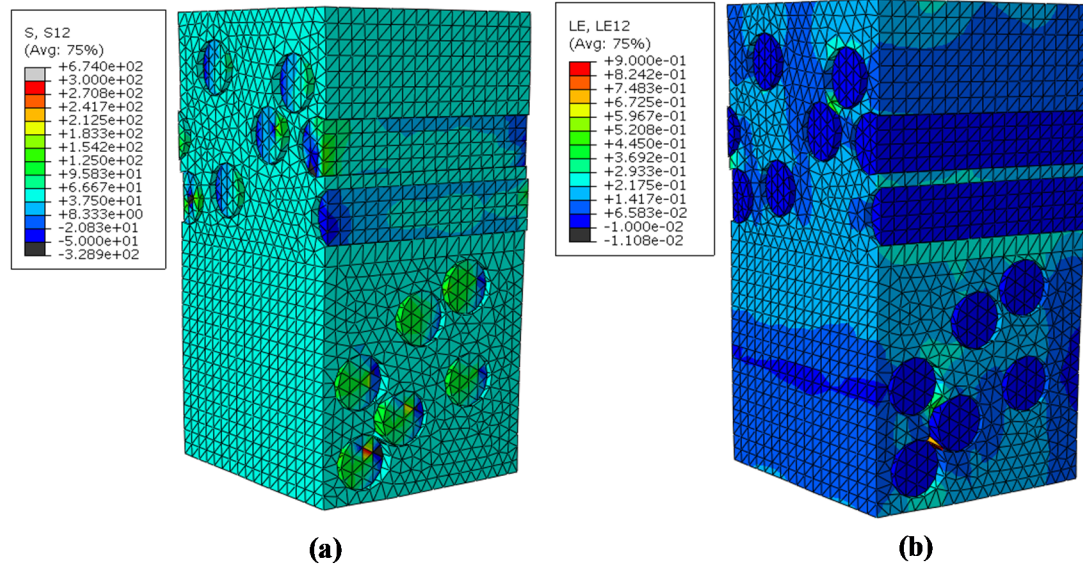 S, S12
(Avg: 75%)
+6.740e+02
+3.000e+02
+2.708e+02
+2.417e+02
+2.125e+02
+1.833e+02
+1.542e+02
+1.250e+02
+9.583e+01
+6.667e+01
+3.750e+01
+8.333e+00
-2.083e+01
-5.000e+01
-3.289e+02
LE, LE12
(Avg: 75%)
+9.000e-01
+8.242e-01
+7.483e-01
+6.725e-01
+5.967e-01
+5.208e-01
+4.450e-01
+3.692e-01
+2.933e-01
+2.175e-01
+1.417e-01
+6.583e-02
-1.000e-02
-1.108e-02
(a)
(b)